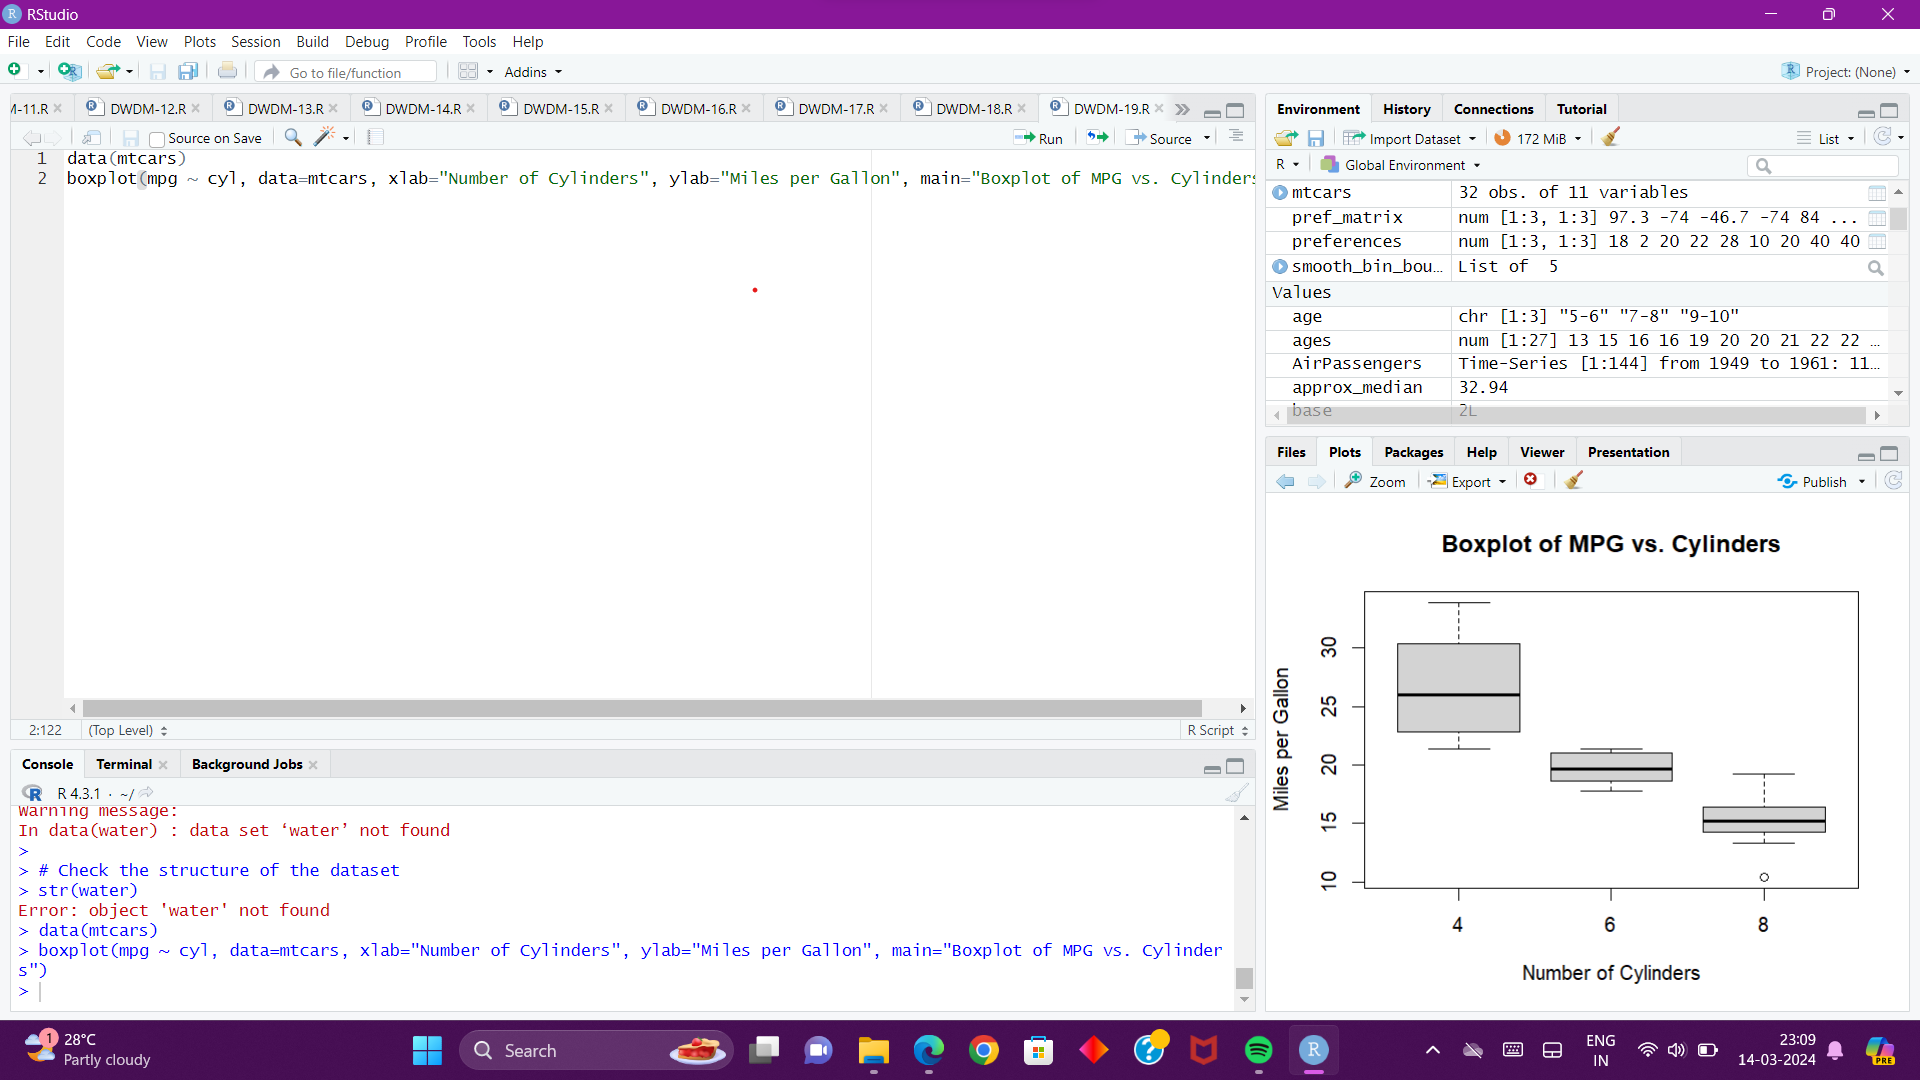 RStudio
File Edit Code View Plots Session Build Debug Profile Tools Help
Go to file/function Addins Project: (None)
M-11.R DWDM-12.R DWDM-13.R DWDM-14.R DWDM-15.R DWDM-16.R DWDM-17.R DWDM-18.R DWDM-19.R
Source on Save Run Source
1 data(mtcars)
2 boxplot(mpg ~ cyl, data=mtcars, xlab="Number of Cylinders", ylab="Miles per Gallon", main="Boxplot of MPG vs. Cylinders
2:122 (Top Level) R Script
Console Terminal Background Jobs
R 4.3.1 · ~/
Warning message:
In data(water) : data set ‘water’ not found
>
> # Check the structure of the dataset
> str(water)
Error: object 'water' not found
> data(mtcars)
> boxplot(mpg ~ cyl, data=mtcars, xlab="Number of Cylinders", ylab="Miles per Gallon", main="Boxplot of MPG vs. Cylinder
s")
>
Environment History Connections Tutorial
Import Dataset 172 MiB List
R Global Environment
mtcars 32 obs. of 11 variables
pref_matrix num [1:3, 1:3] 97.3 -74 -46.7 -74 84 ...
preferences num [1:3, 1:3] 18 2 20 22 28 10 20 40 40
smooth_bin_bou... List of 5
Values
age chr [1:3] "5-6" "7-8" "9-10"
ages num [1:27] 13 15 16 16 19 20 20 21 22 22 ...
AirPassengers Time-Series [1:144] from 1949 to 1961: 11...
approx_median 32.94
base 2L
Files Plots Packages Help Viewer Presentation
Zoom Export Publish
Boxplot of MPG vs. Cylinders
Miles per Gallon
30
25
20
15
10
4 6 8
Number of Cylinders
1 28°C
Partly cloudy
Search
ENG
IN
23:09
14-03-2024
PRE